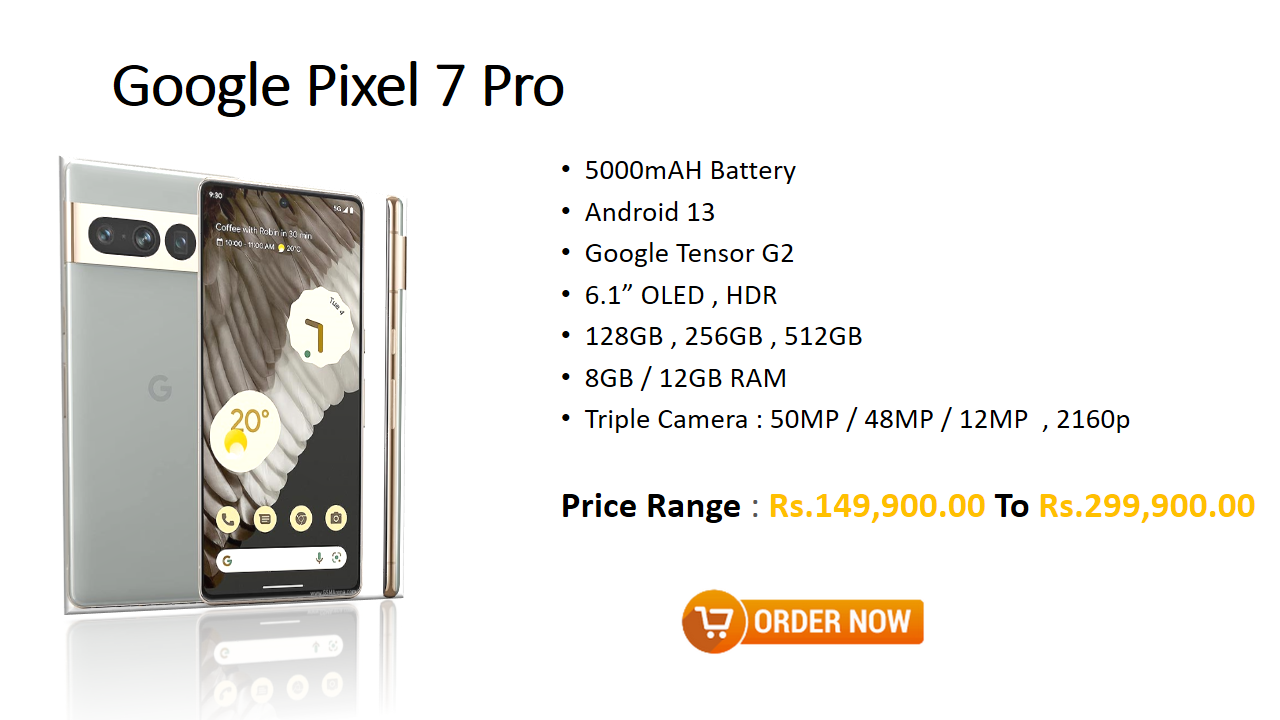 Google Pixel 7 Pro
• 5000mAH Battery
• Android 13
• Google Tensor G2
• 6.1” OLED , HDR
• 128GB , 256GB , 512GB
• 8GB / 12GB RAM
• Triple Camera : 50MP / 48MP / 12MP , 2160p
Price Range : Rs.149,900.00 To Rs.299,900.00
ORDER NOW
9:30
5G
Coffee with Robin in 30 min
10:00 - 11:00 AM 20°C
Tue 4
20°
G
G